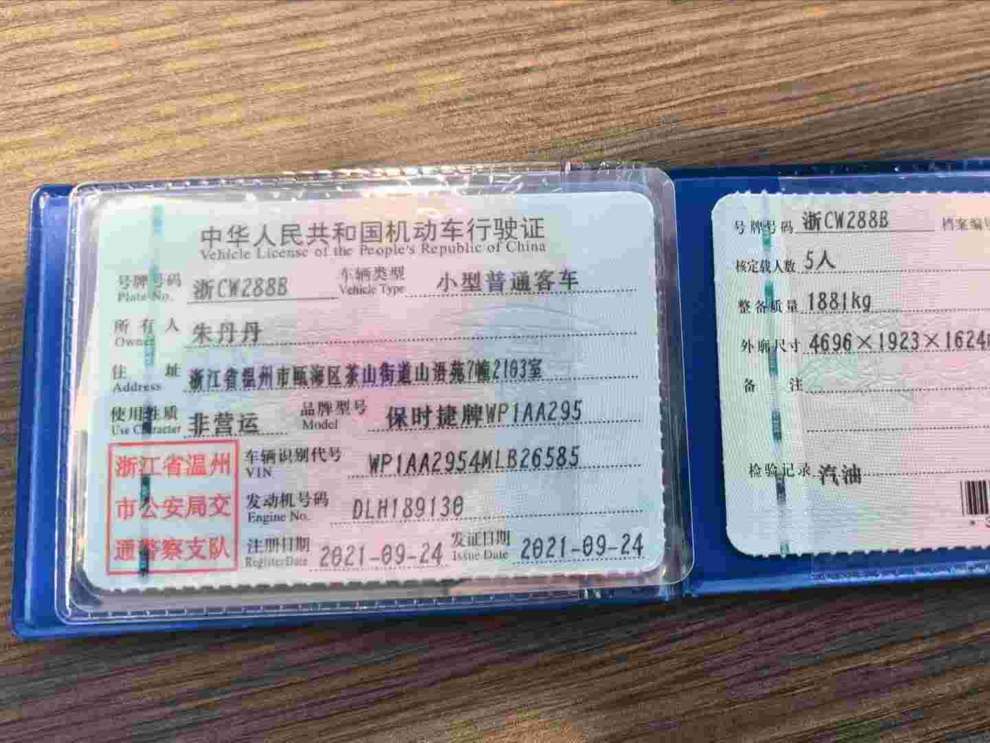 中华人民共和国机动车行驶证
Vehicle License of the People's Republic of China
号牌号码 浙CW288B 车辆类型 小型普通客车
Plate No. Vehicle Type
所有人 朱丹丹
Owner
住址 浙江省温州市瓯海区茶山街道山语苑7幢2103室
Address
使用性质 非营运 品牌型号 保时捷牌WP1AA295
Use Character Model
浙江省温州
市公安局交
通警察支队
车辆识别代号 WP1AA2954MLB26585
VIN
发动机号码 DLH189130
Engine No.
注册日期 2021-09-24 发证日期 2021-09-24
Register Date Issue Date
号牌号码 浙CW288B 档案编号
核定载人数 5人
整备质量 1881kg
外廓尺寸 4696×1923×1624
备注
检验记录 汽油